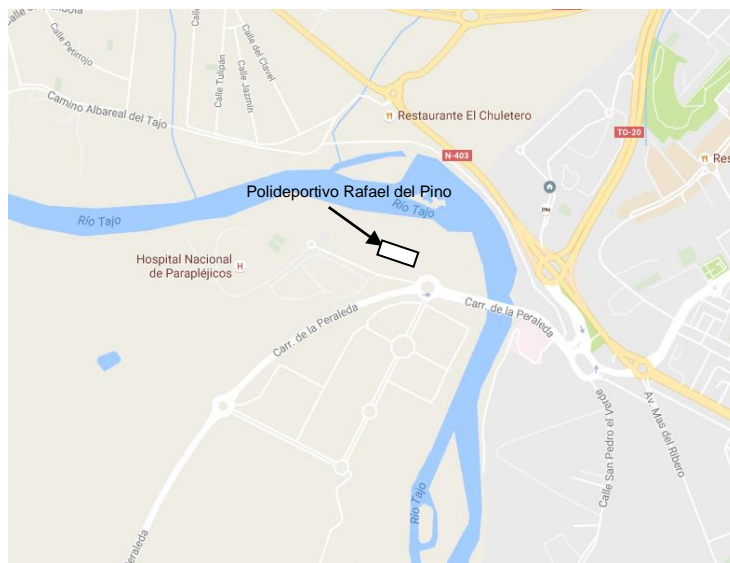 Calle Petirrojo
Calle Tulipán
Calle Jazmín
Calle del Clavel
Camino Albareal del Tajo
Restaurante El Chuletero
N-403
TO-20
Res
Polideportivo Rafael del Pino
Río Tajo
Río Tajo
Hospital Nacional
de Parapléjicos
H
Carr. de la Peraleda
Carr. de la Peraleda
Calle San Pedro el Verde
Av. Mas del Ribero
Río Tajo
Peraleda